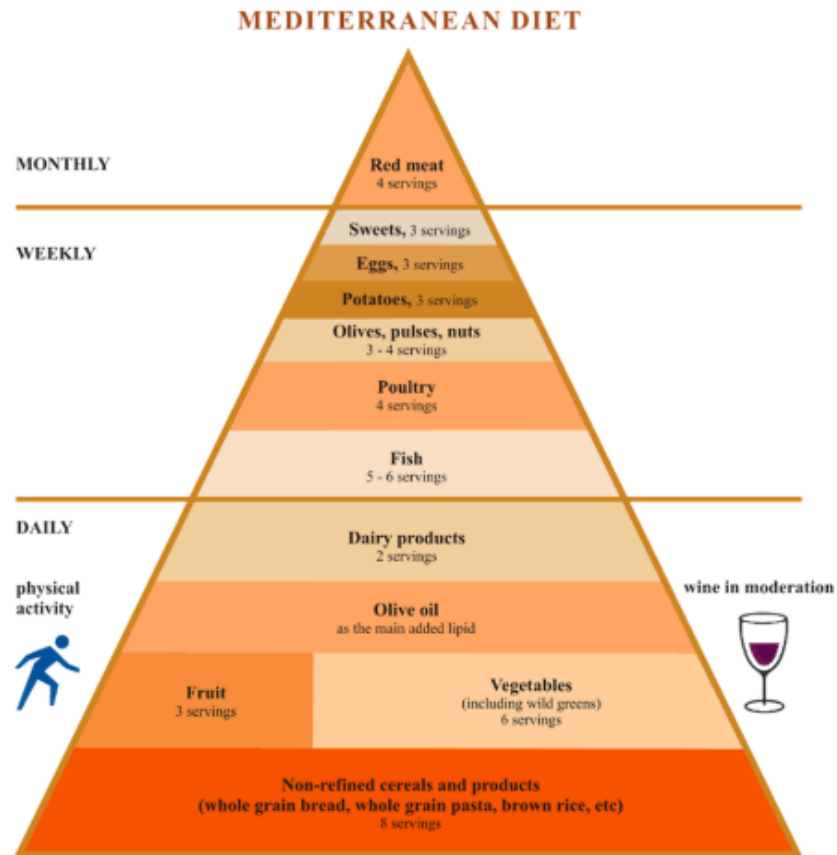 MEDITERRANEAN DIET
MONTHLY
Red meat
4 servings
WEEKLY
Sweets, 3 servings
Eggs, 3 servings
Potatoes, 3 servings
Olives, pulses, nuts
3 - 4 servings
Poultry
4 servings
Fish
5 - 6 servings
DAILY
Dairy products
2 servings
physical
activity
wine in moderation
Olive oil
as the main added lipid
Fruit
3 servings
Vegetables
(including wild greens)
6 servings
Non-refined cereals and products
(whole grain bread, whole grain pasta, brown rice, etc)
8 servings